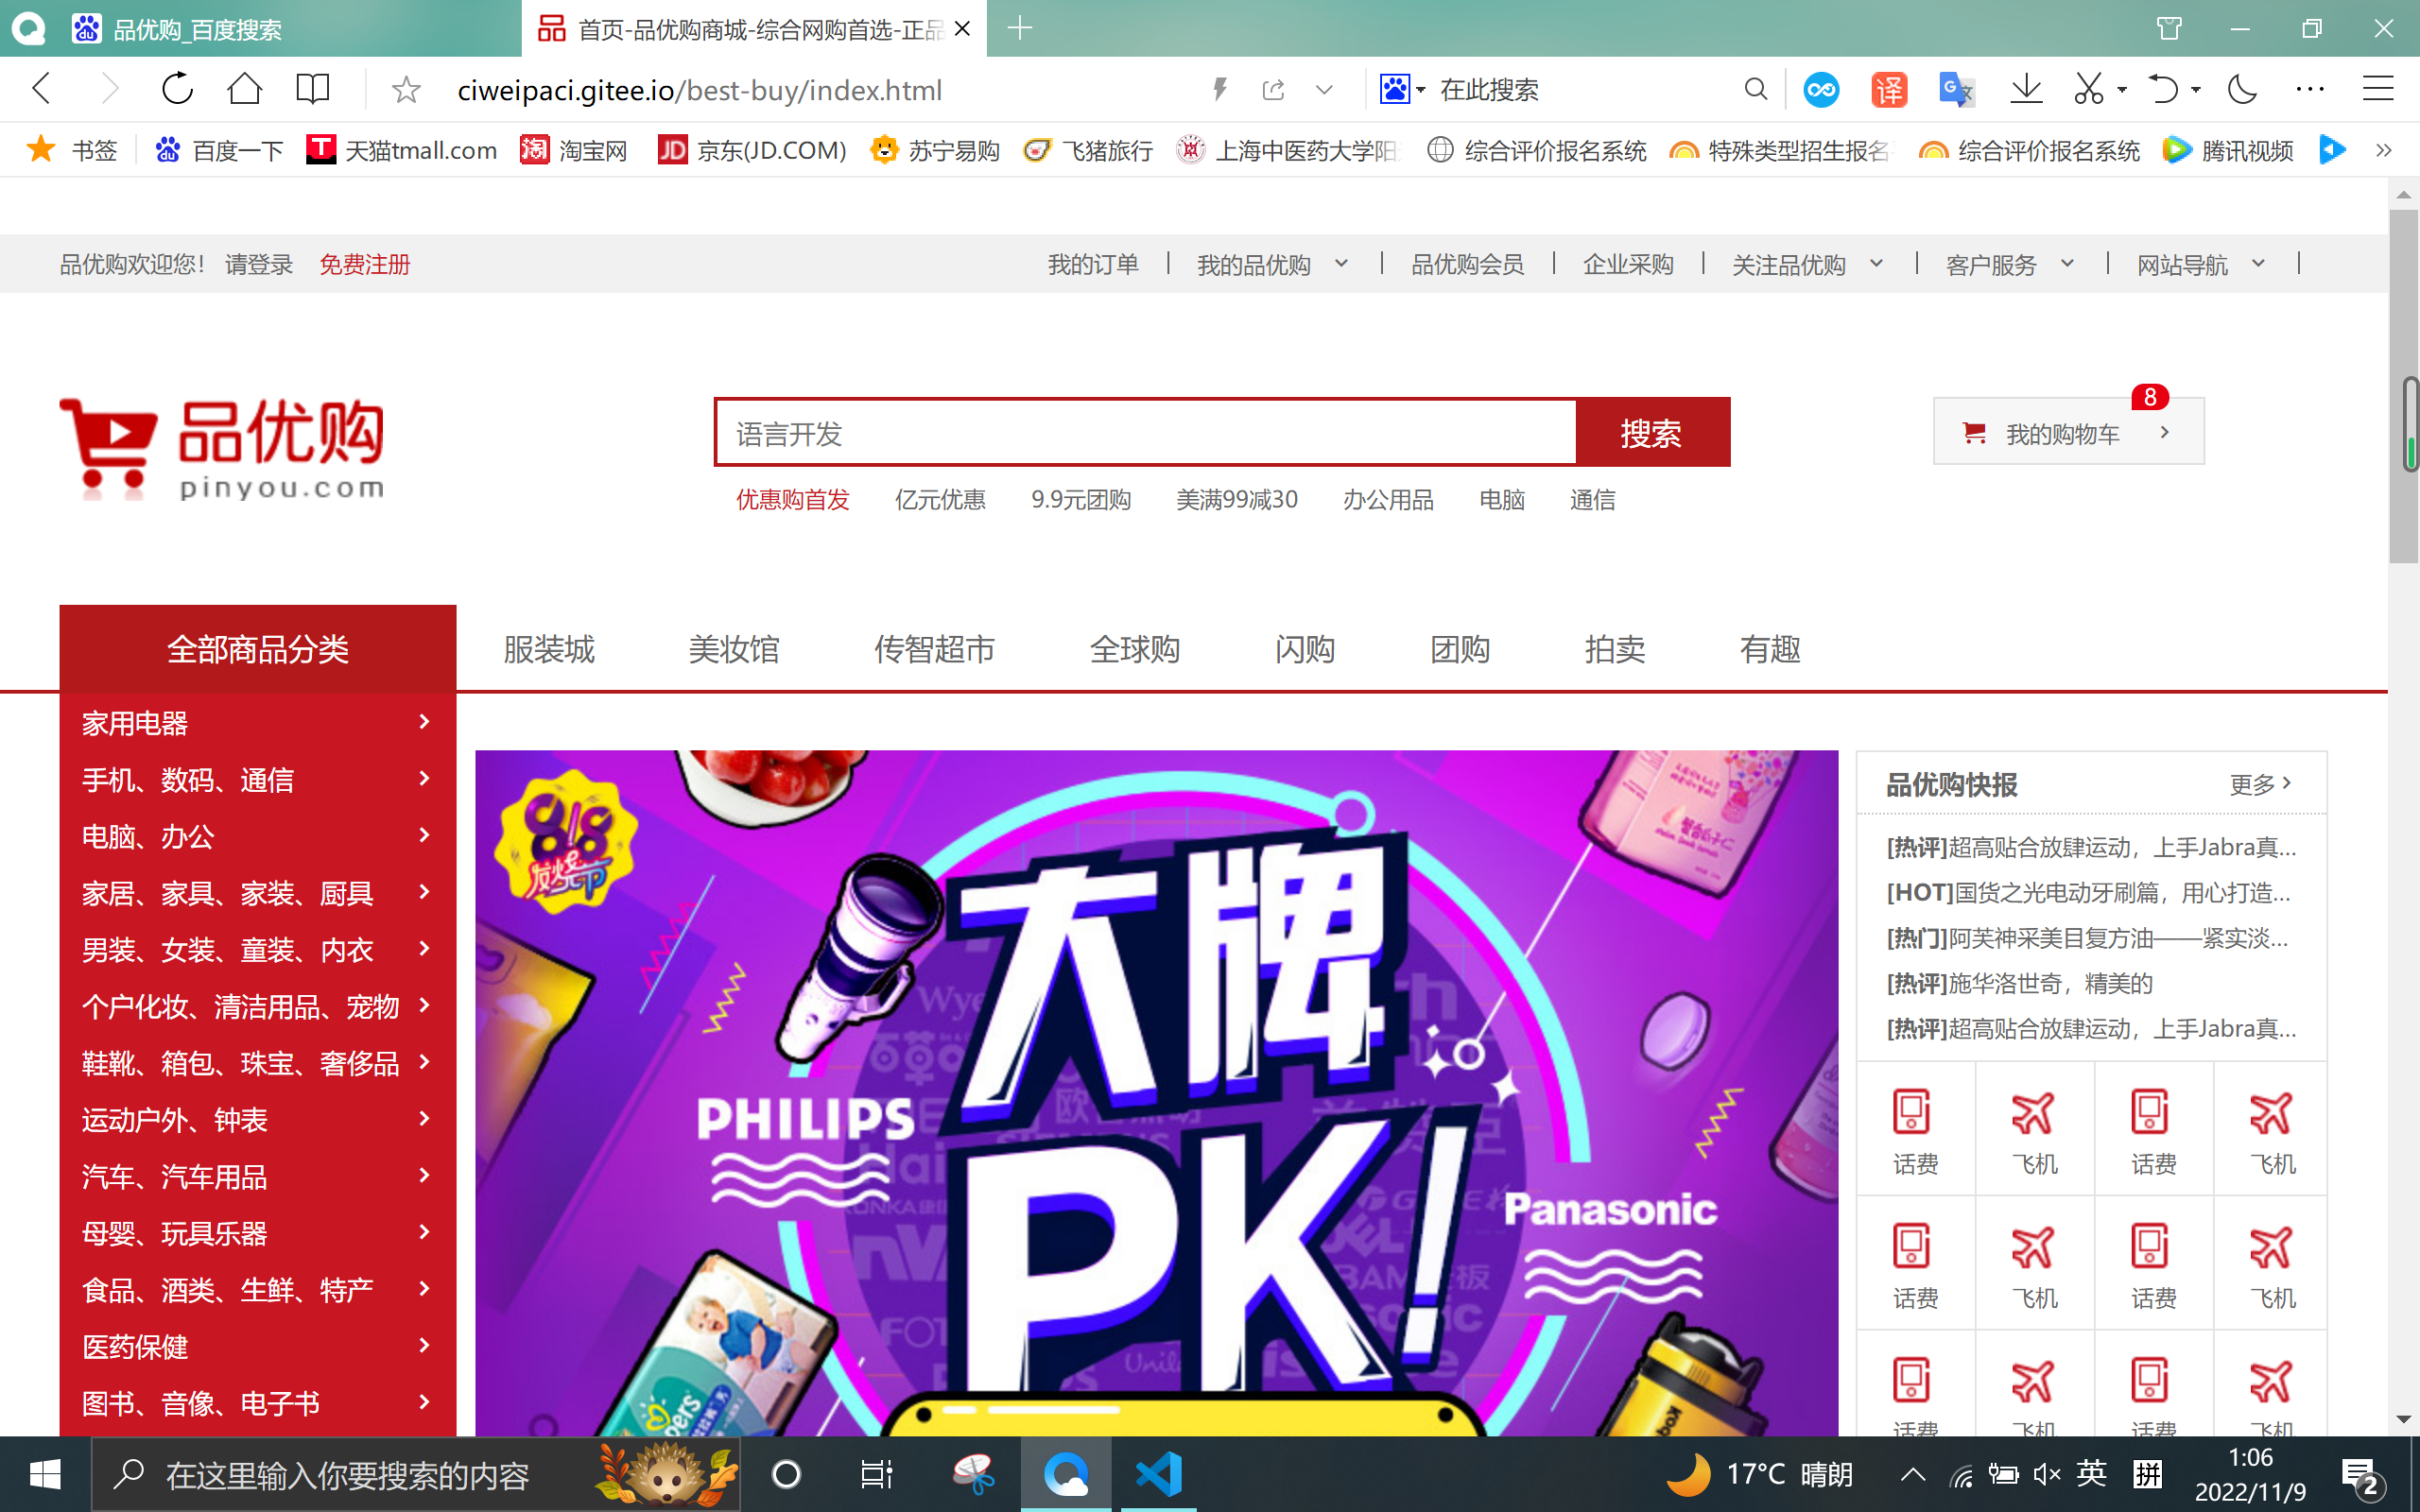 品优购_百度搜索
首页-品优购商城-综合网购首选-正品
ciweipaci.gitee.io/best-buy/index.html
在此搜索
译
书签 百度一下 天猫tmall.com 淘宝网 京东(JD.COM) 苏宁易购 飞猪旅行 上海中医药大学阳 综合评价报名系统 特殊类型招生报名 综合评价报名系统 腾讯视频
品优购欢迎您! 请登录 免费注册
我的订单 我的品优购 品优购会员 企业采购 关注品优购 客户服务 网站导航
品优购
pinyou.com
语言开发 搜索
8
我的购物车
优惠购首发 亿元优惠 9.9元团购 美满99减30 办公用品 电脑 通信
全部商品分类 服装城 美妆馆 传智超市 全球购 闪购 团购 拍卖 有趣
家用电器
手机、数码、通信
电脑、办公
家居、家具、家装、厨具
男装、女装、童装、内衣
个户化妆、清洁用品、宠物
鞋靴、箱包、珠宝、奢侈品
运动户外、钟表
汽车、汽车用品
母婴、玩具乐器
食品、酒类、生鲜、特产
医药保健
图书、音像、电子书
818
发烧节
大牌
PK!
PHILIPS
Panasonic
品优购快报 更多
[热评]超高贴合放肆运动，上手Jabra真...
[HOT]国货之光电动牙刷篇，用心打造...
[热门]阿芙神采美目复方油——紧实淡...
[热评]施华洛世奇，精美的
[热评]超高贴合放肆运动，上手Jabra真...
话费 飞机 话费 飞机
话费 飞机 话费 飞机
话费 飞机 话费 飞机
在这里输入你要搜索的内容
17°C 晴朗
英
拼
1:06
2022/11/9
2